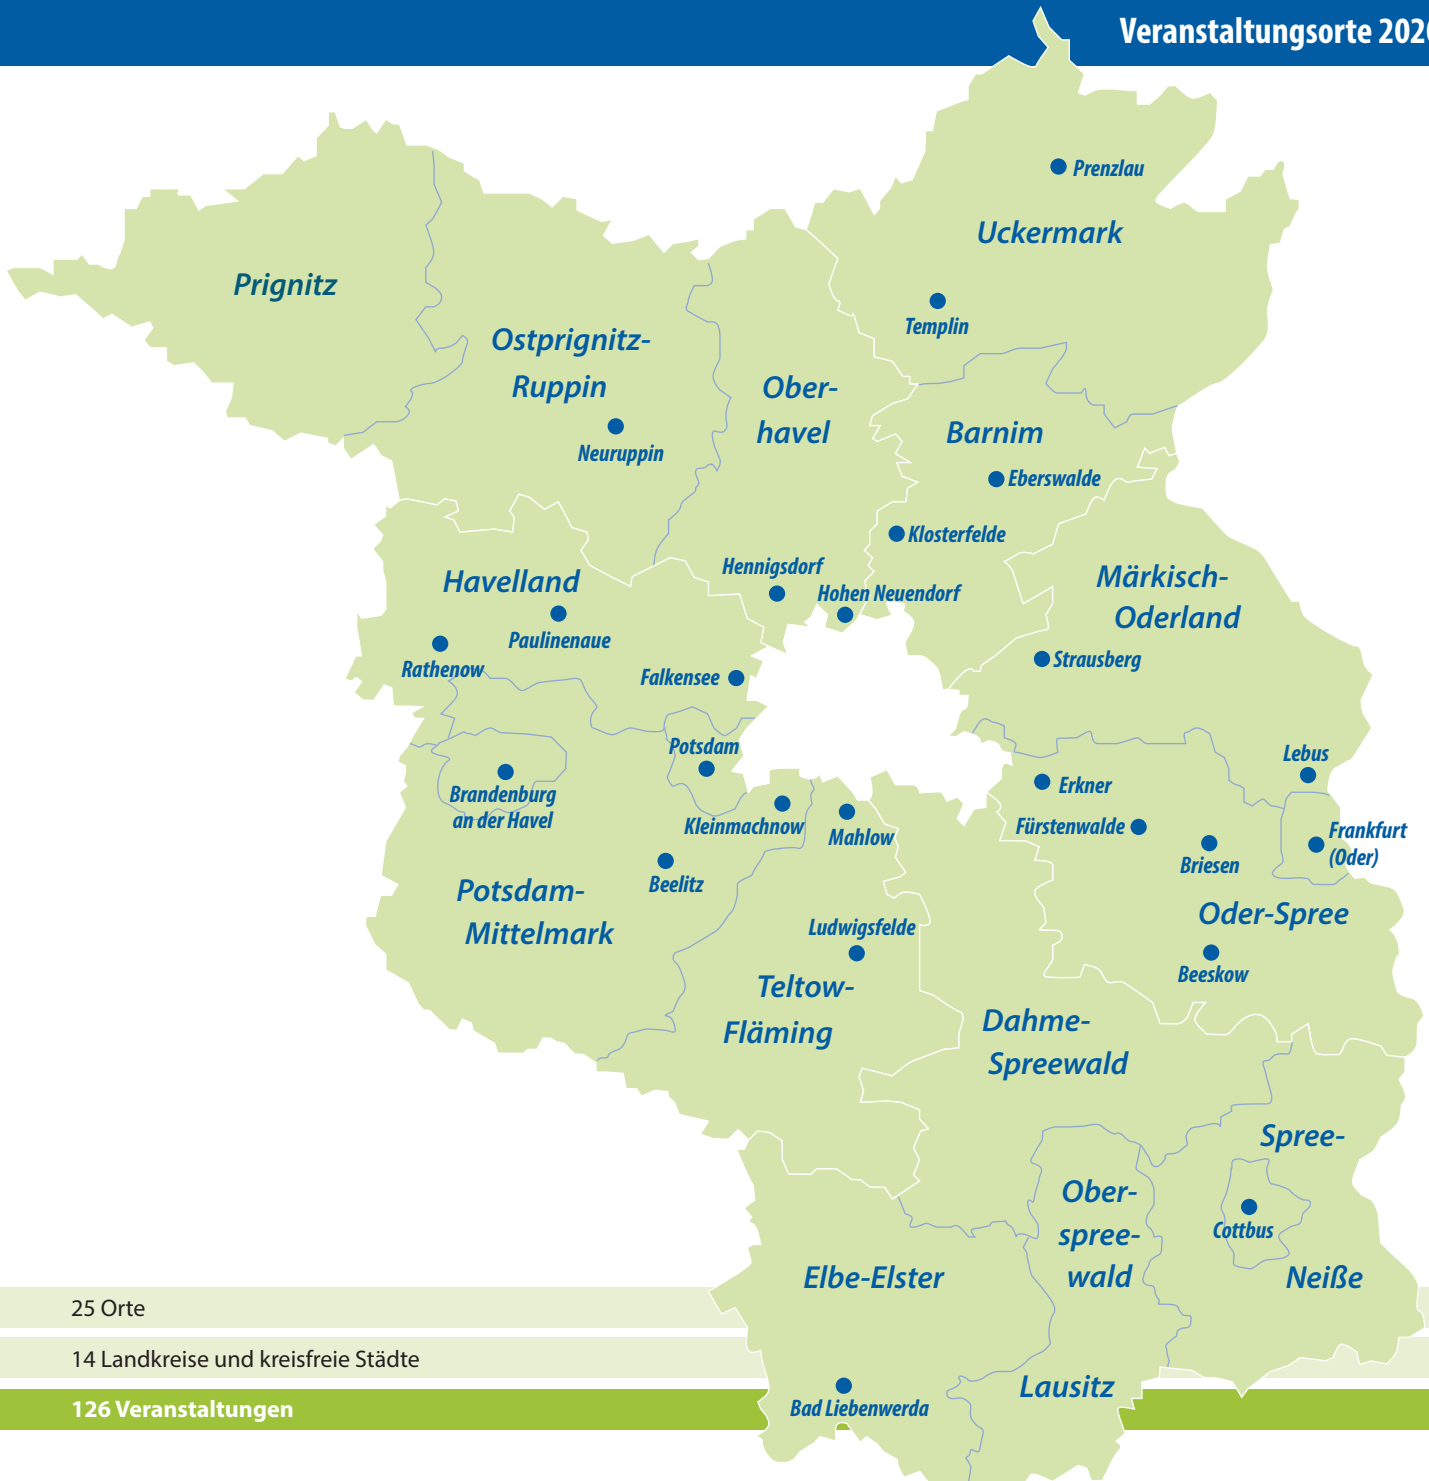 Veranstaltungsorte 2020
Prenzlau
Uckermark
Prignitz
Templin
Ostprignitz-
Ruppin
Neuruppin
Ober-
havel
Barnim
Eberswalde
Klosterfelde
Hennigsdorf
Hohen Neuendorf
Havelland
Paulinenaue
Rathenow
Falkensee
Märkisch-
Oderland
Strausberg
Potsdam
Brandenburg
an der Havel
Kleinmachnow
Mahlow
Erkner
Fürstenwalde
Briesen
Lebus
Frankfurt
(Oder)
Beelitz
Potsdam-
Mittelmark
Oder-Spree
Ludwigsfelde
Beeskow
Teltow-
Fläming
Dahme-
Spreewald
Spree-
Neiße
Cottbus
Ober-
spree-
wald
Lausitz
Elbe-Elster
Bad Liebenwerda
25 Orte
14 Landkreise und kreisfreie Städte
126 Veranstaltungen